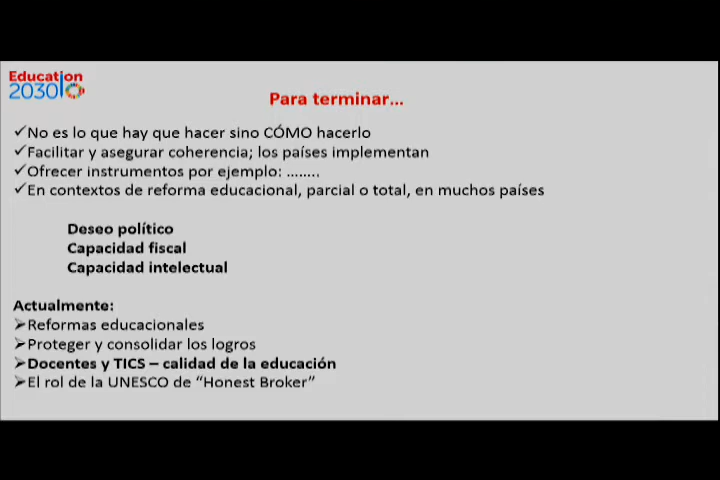 Education
2030
Para terminar...
✓No es lo que hay que hacer sino CÓMO hacerlo
✓Facilitar y asegurar coherencia; los países implementan
✓Ofrecer instrumentos por ejemplo: ........
✓En contextos de reforma educacional, parcial o total, en muchos países
Deseo político
Capacidad fiscal
Capacidad intelectual
Actualmente:
➢Reformas educacionales
➢Proteger y consolidar los logros
➢Docentes y TICS – calidad de la educación
➢El rol de la UNESCO de “Honest Broker”